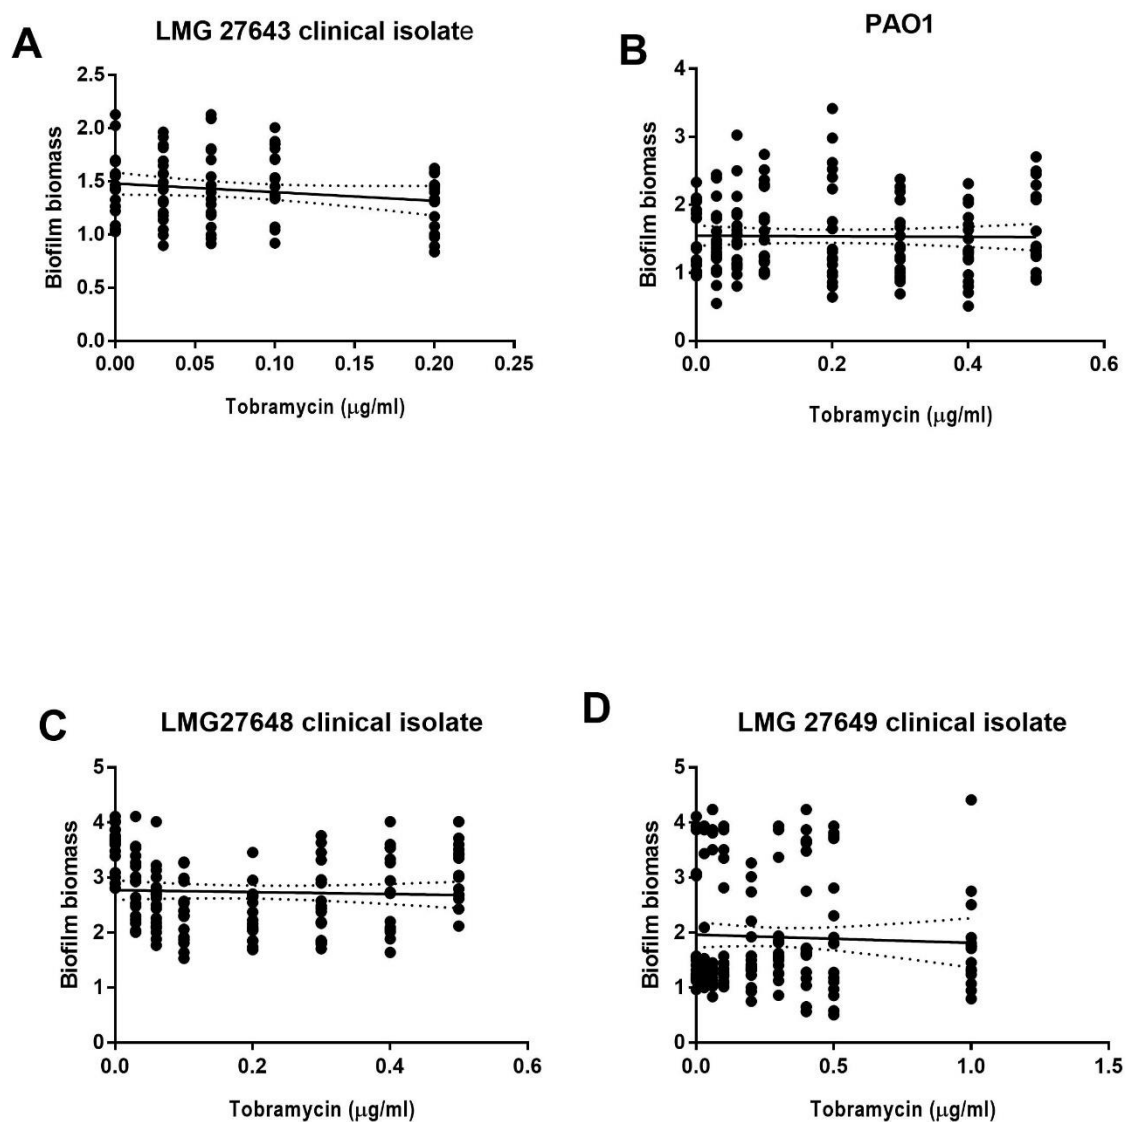 A
LMG 27643 clinical isolate
Biofilm biomass
2.5
2.0
1.5
1.0
0.5
0.0
0.00 0.05 0.10 0.15 0.20 0.25
Tobramycin (μg/ml)
B
PAO1
Biofilm biomass
4
3
2
1
0
0.0 0.2 0.4 0.6
Tobramycin (μg/ml)
C
LMG27648 clinical isolate
Biofilm biomass
5
4
3
2
1
0
0.0 0.2 0.4 0.6
Tobramycin (μg/ml)
D
LMG 27649 clinical isolate
Biofilm biomass
5
4
3
2
1
0
0.0 0.5 1.0 1.5
Tobramycin (μg/ml)